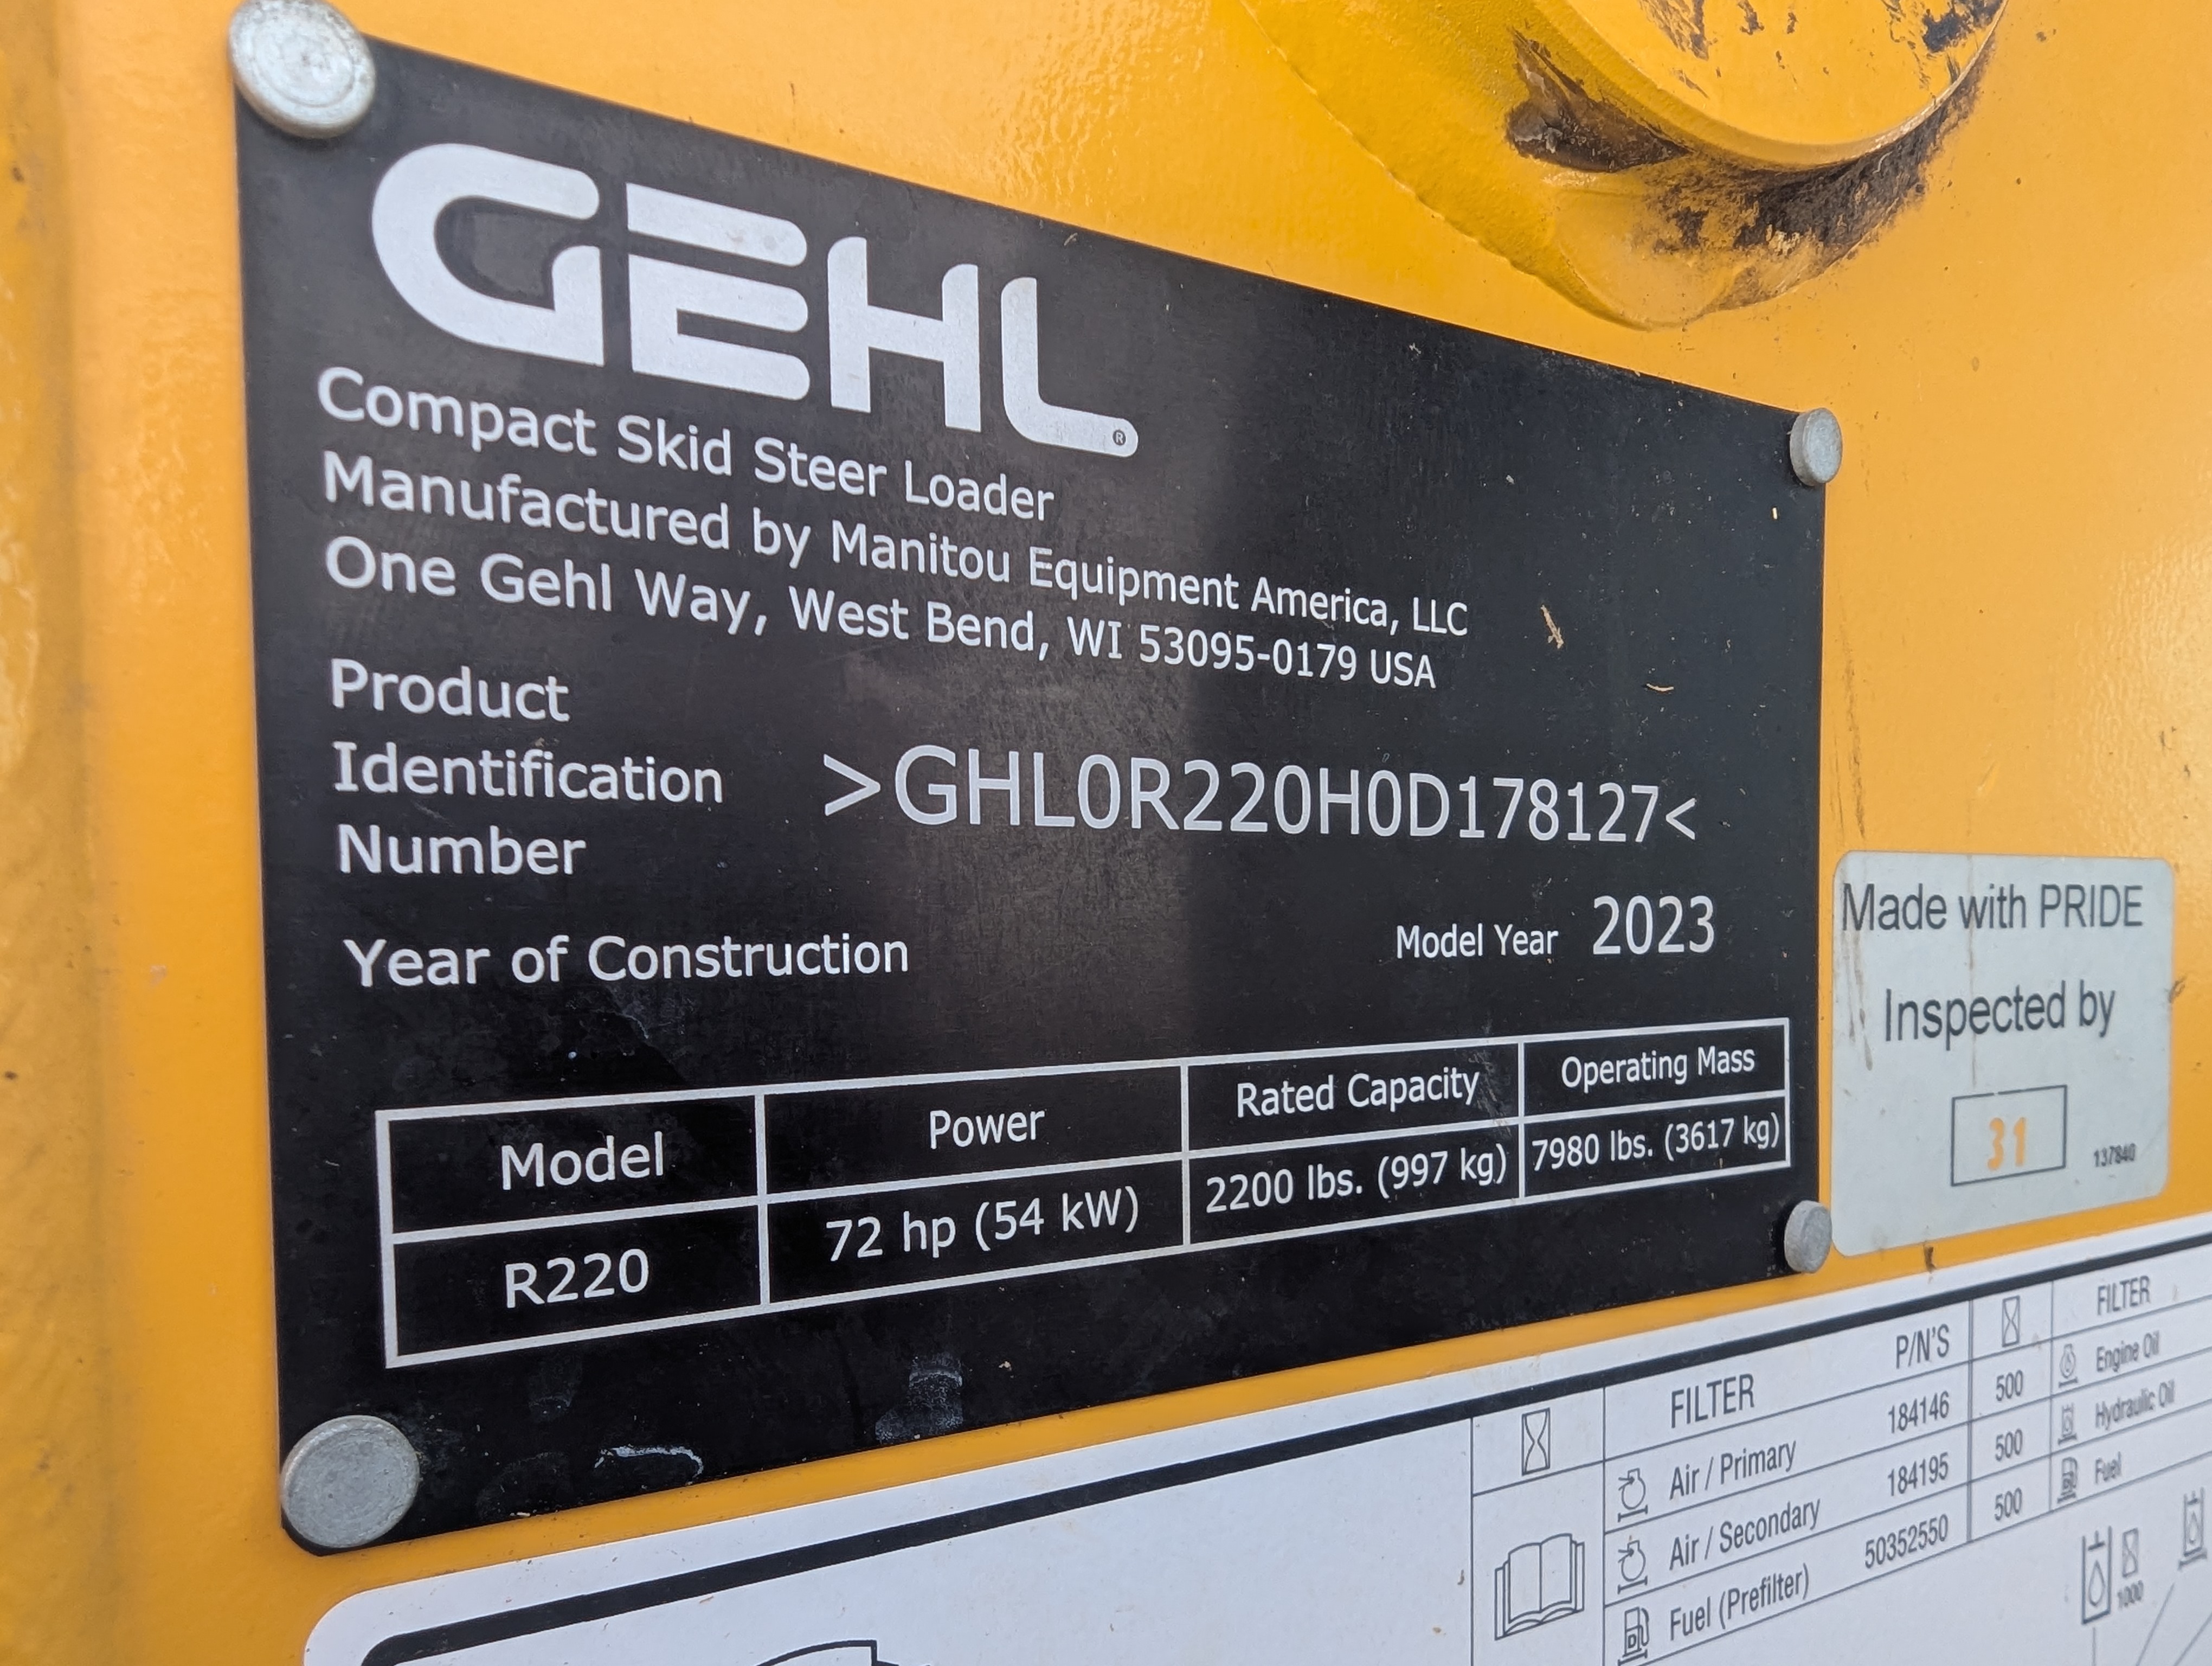 GEHL®
Compact Skid Steer Loader
Manufactured by Manitou Equipment America, LLC
One Gehl Way, West Bend, WI 53095-0179 USA
Product
Identification
Number
>GHL0R220H0D178127<
Year of Construction
Model Year 2023
Model Power Rated Capacity Operating Mass
R220 72 hp (54 kW) 2200 lbs. (997 kg) 7980 lbs. (3617 kg)
Made with PRIDE
Inspected by
31
137840
FILTER P/N'S FILTER
Air / Primary 184146 500 Engine Oil
Air / Secondary 184195 500 Hydraulic Oil
Fuel (Prefilter) 50352550 500 Fuel
1000